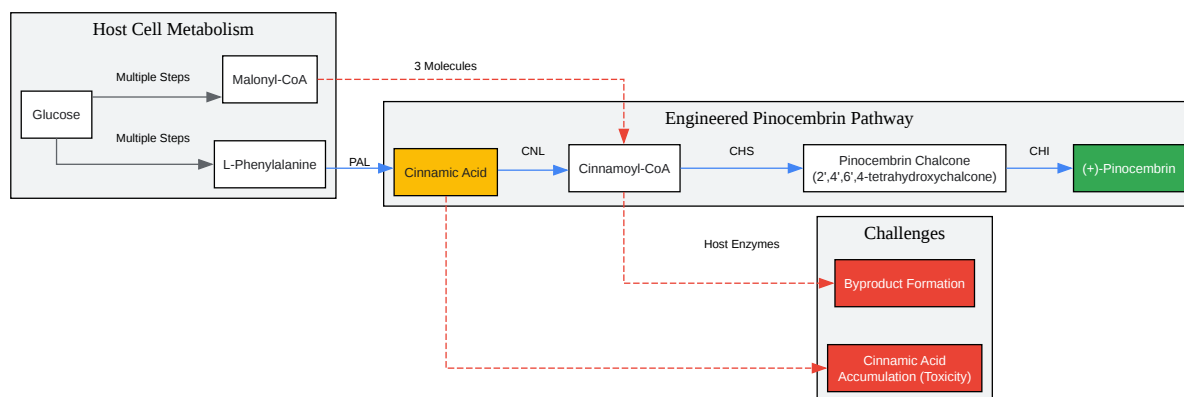 Host Cell Metabolism
Glucose
Multiple Steps
Multiple Steps
Malonyl-CoA
L-Phenylalanine
3 Molecules
PAL
Engineered Pinocembrin Pathway
Cinnamic Acid
CNL
Cinnamoyl-CoA
CHS
Pinocembrin Chalcone
(2',4',6',4-tetrahydroxychalcone)
CHI
(+)-Pinocembrin
Host Enzymes
Challenges
Byproduct Formation
Cinnamic Acid
Accumulation (Toxicity)